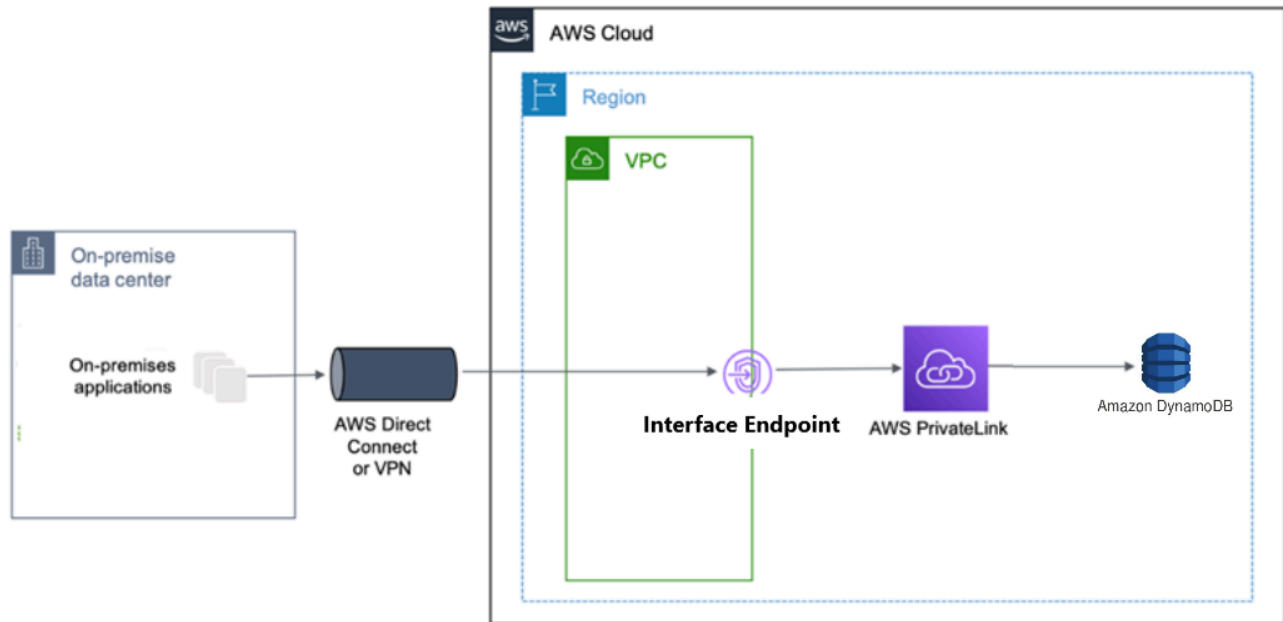 aws
AWS Cloud
Region
VPC
On-premise
data center
On-premises
applications
AWS Direct
Connect
or VPN
Interface Endpoint
AWS PrivateLink
Amazon DynamoDB